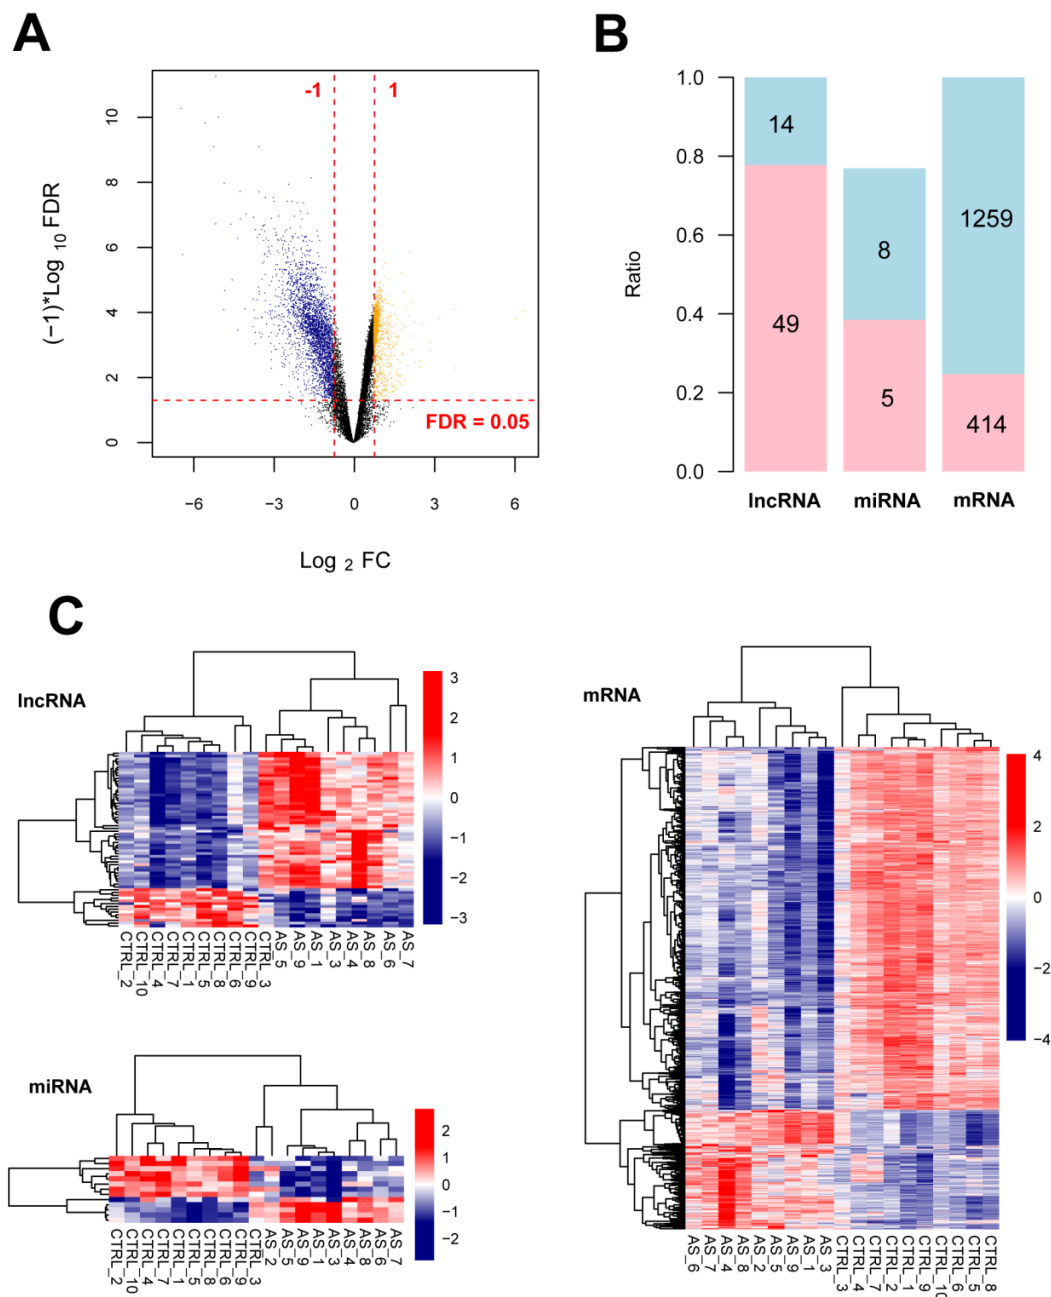 A
-1
1
FDR = 0.05
(−1)*Log 10 FDR
10
8
6
4
2
0
−6
−3
0
3
6
Log 2 FC
B
Ratio
1.0
0.8
0.6
0.4
0.2
0.0
14
49
8
5
1259
414
lncRNA
miRNA
mRNA
C
lncRNA
3
2
1
0
−1
−2
−3
CTRL_2
CTRL_10
CTRL_4
CTRL_7
CTRL_1
CTRL_5
CTRL_8
CTRL_6
CTRL_9
CTRL_3
AS_5
AS_9
AS_1
AS_3
AS_4
AS_8
AS_6
AS_7
miRNA
2
1
0
−1
−2
CTRL_2
CTRL_10
CTRL_4
CTRL_7
CTRL_1
CTRL_5
CTRL_8
CTRL_6
CTRL_9
CTRL_3
AS_2
AS_5
AS_9
AS_1
AS_3
AS_4
AS_8
AS_6
AS_7
mRNA
4
2
0
−2
−4
AS_6
AS_7
AS_4
AS_8
AS_2
AS_5
AS_9
AS_1
AS_3
CTRL_3
CTRL_4
CTRL_7
CTRL_2
CTRL_1
CTRL_9
CTRL_10
CTRL_6
CTRL_5
CTRL_8